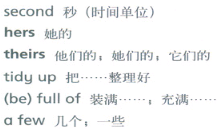 second 秒（时间单位）
hers 她的
theirs 他们的；她们的；它们的
tidy up 把……整理好
(be) full of 装满……；充满……
a few 几个；一些